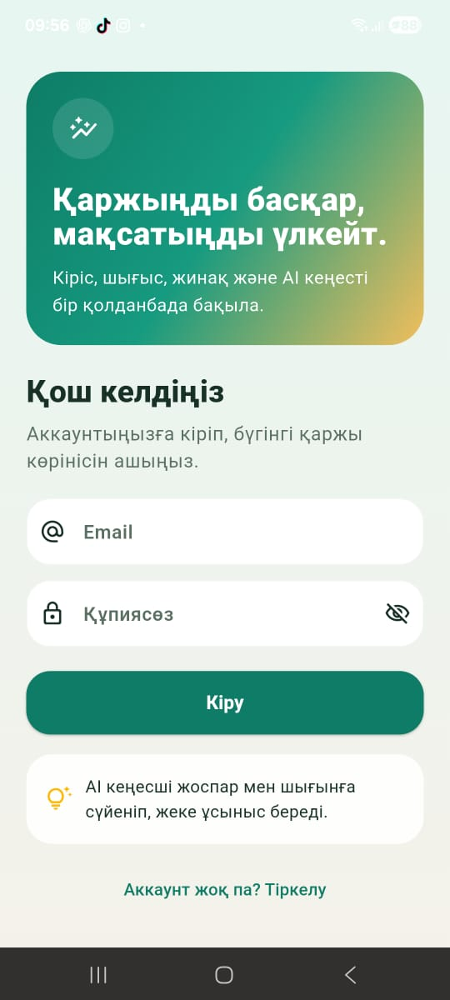 09:56
88
Қаржыңды басқар,
мақсатыңды үлкейт.
Кіріс, шығыс, жинақ және AI кеңесті
бір қолданбада бақыла.
Қош келдіңіз
Аккаунтыңызға кіріп, бүгінгі қаржы
көрінісін ашыңыз.
Email
Құпиясөз
Кіру
AI кеңесші жоспар мен шығынға
сүйеніп, жеке ұсыныс береді.
Аккаунт жоқ па? Тіркелу